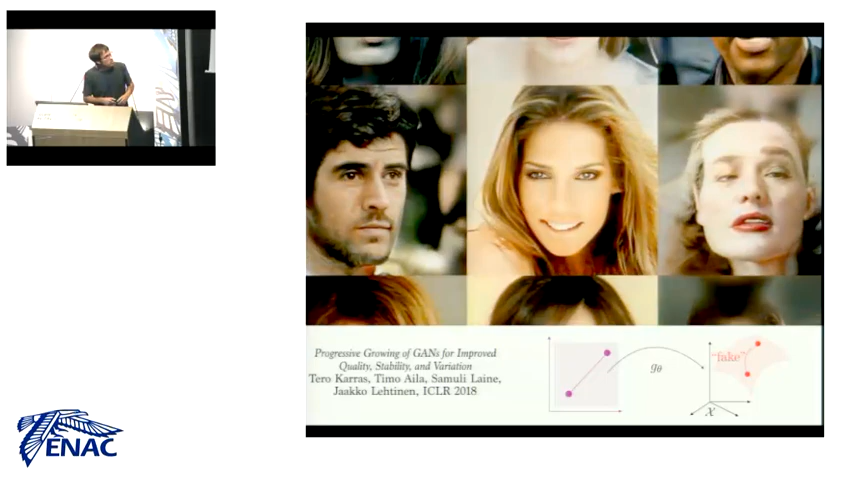 Progressive Growing of GANs for Improved
Quality, Stability, and Variation
Tero Karras, Timo Aila, Samuli Laine,
Jaakko Lehtinen, ICLR 2018
gθ
"fake"
𝒳
ENAC